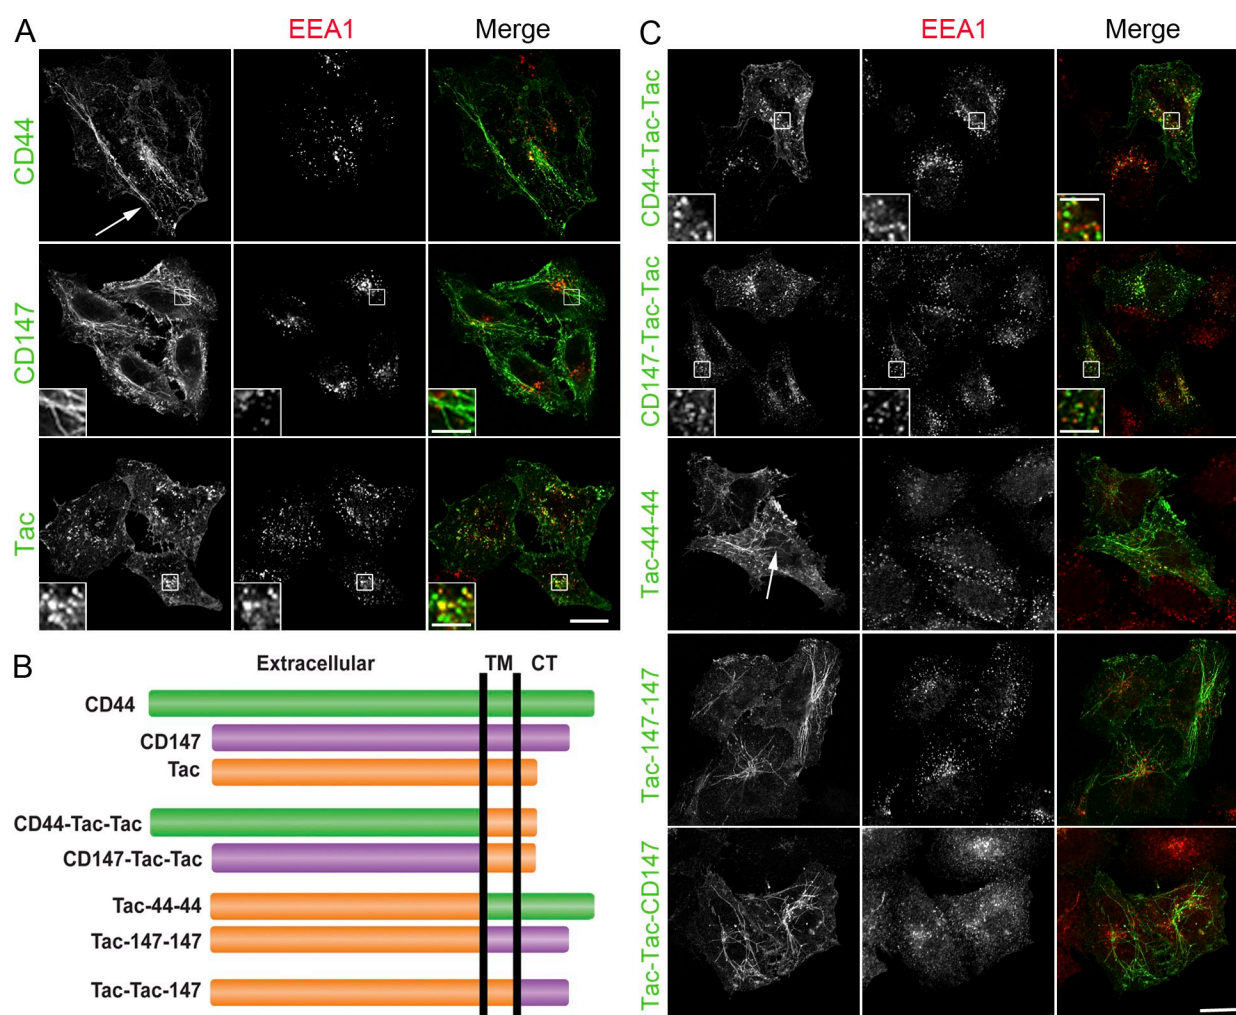 A
EEA1
Merge
CD44
CD147
Tac
B
Extracellular
TM
CT
CD44
CD147
Tac
CD44-Tac-Tac
CD147-Tac-Tac
Tac-44-44
Tac-147-147
Tac-Tac-147
C
EEA1
Merge
CD44-Tac-Tac
CD147-Tac-Tac
Tac-44-44
Tac-147-147
Tac-Tac-CD147